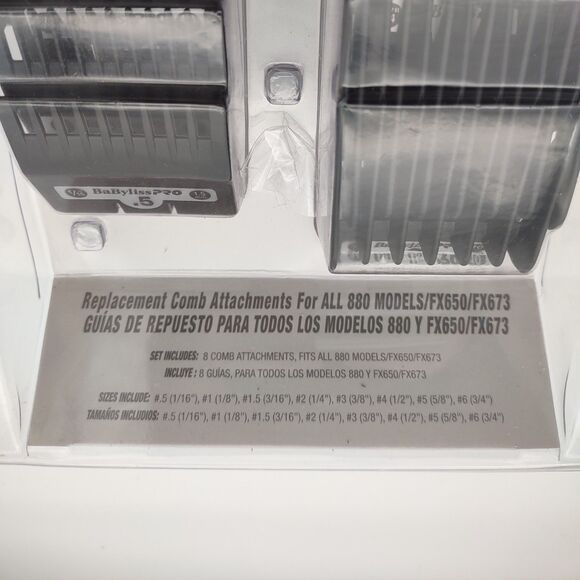 BaByliss PRO
.5
Replacement Comb Attachments For ALL 880 MODELS/FX650/FX673
GUÍAS DE REPUESTO PARA TODOS LOS MODELOS 880 Y FX650/FX673
SET INCLUDES: 8 COMB ATTACHMENTS, FITS ALL 880 MODELS/FX650/FX673
INCLUYE : 8 GUÍAS, PARA TODOS LOS MODELOS 880 Y FX650/FX673
SIZES INCLUDE: #.5 (1/16"), #1 (1/8"), #1.5 (3/16"), #2 (1/4"), #3 (3/8"), #4 (1/2"), #5 (5/8"), #6 (3/4")
TAMAÑOS INCLUIDOS: #.5 (1/16"), #1 (1/8"), #1.5 (3/16"), #2 (1/4"), #3 (3/8"), #4 (1/2"), #5 (5/8"), #6 (3/4")